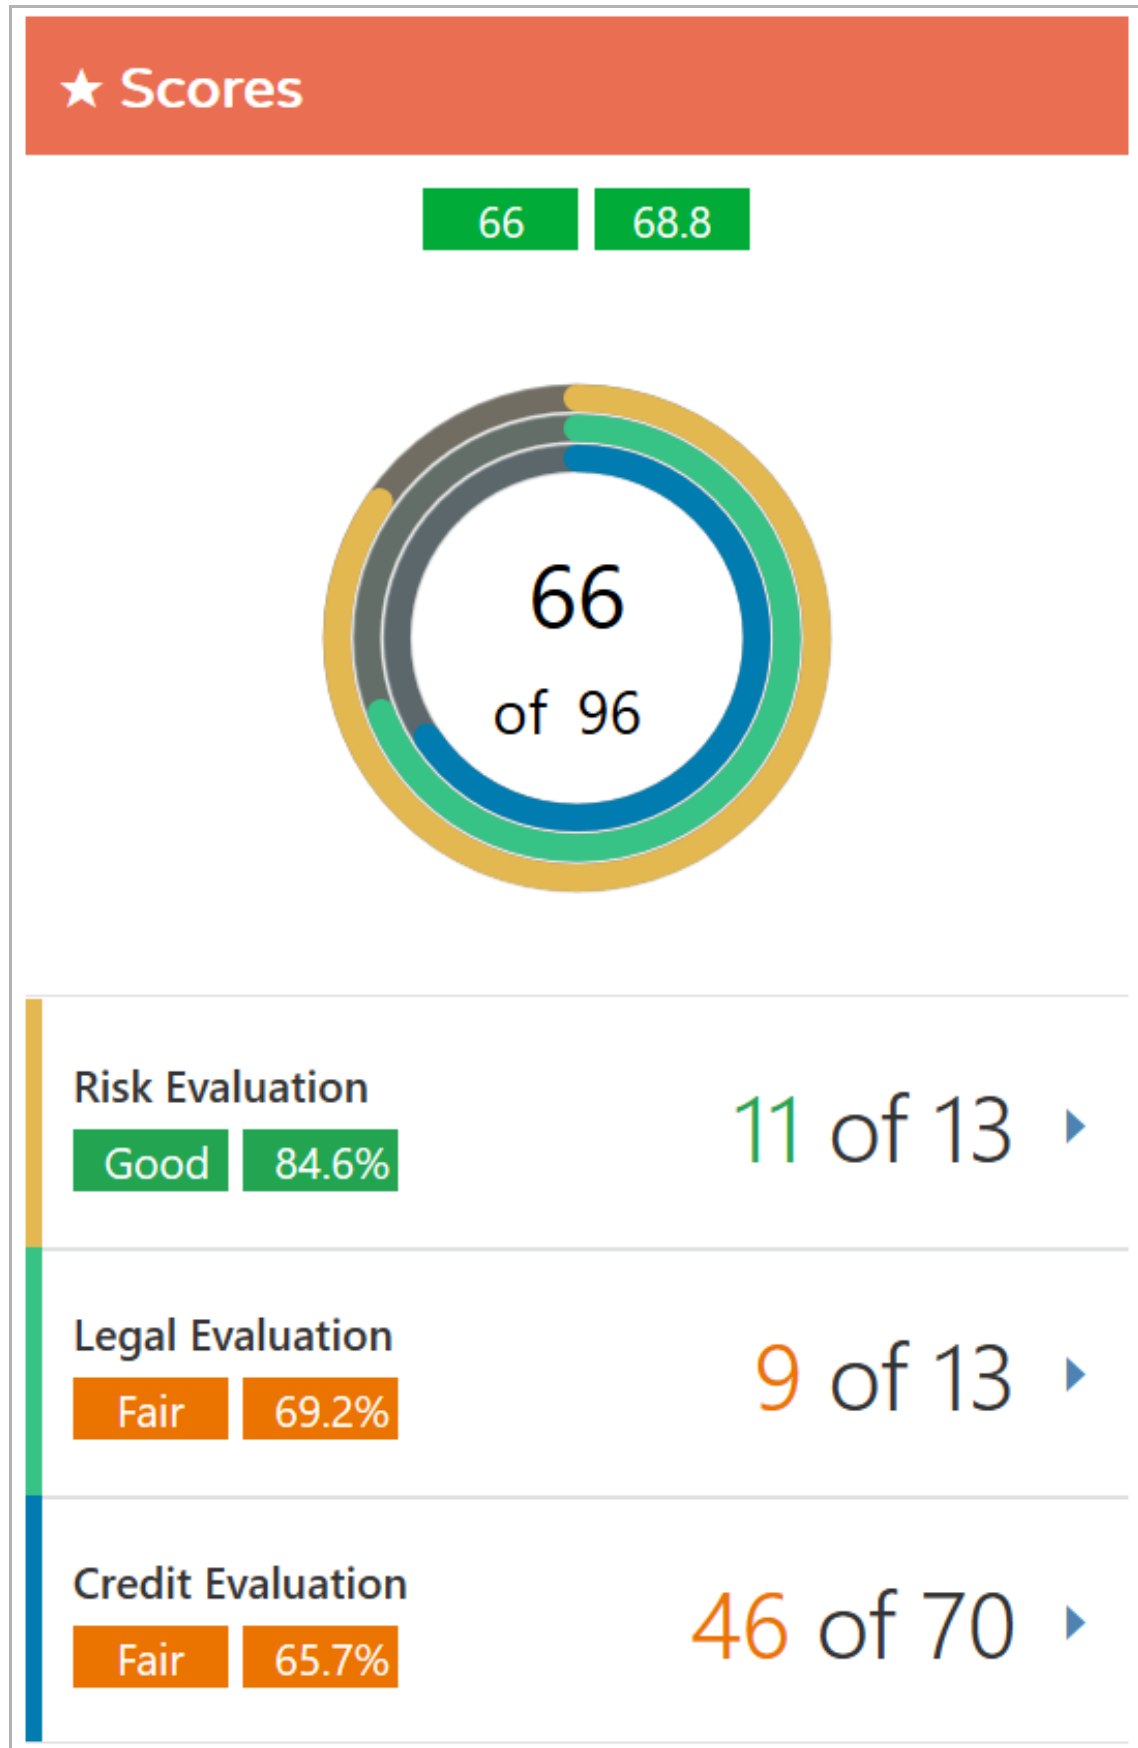 ★ Scores
66 68.8
66
of 96
Risk Evaluation
Good 84.6%
11 of 13
Legal Evaluation
Fair 69.2%
9 of 13
Credit Evaluation
Fair 65.7%
46 of 70